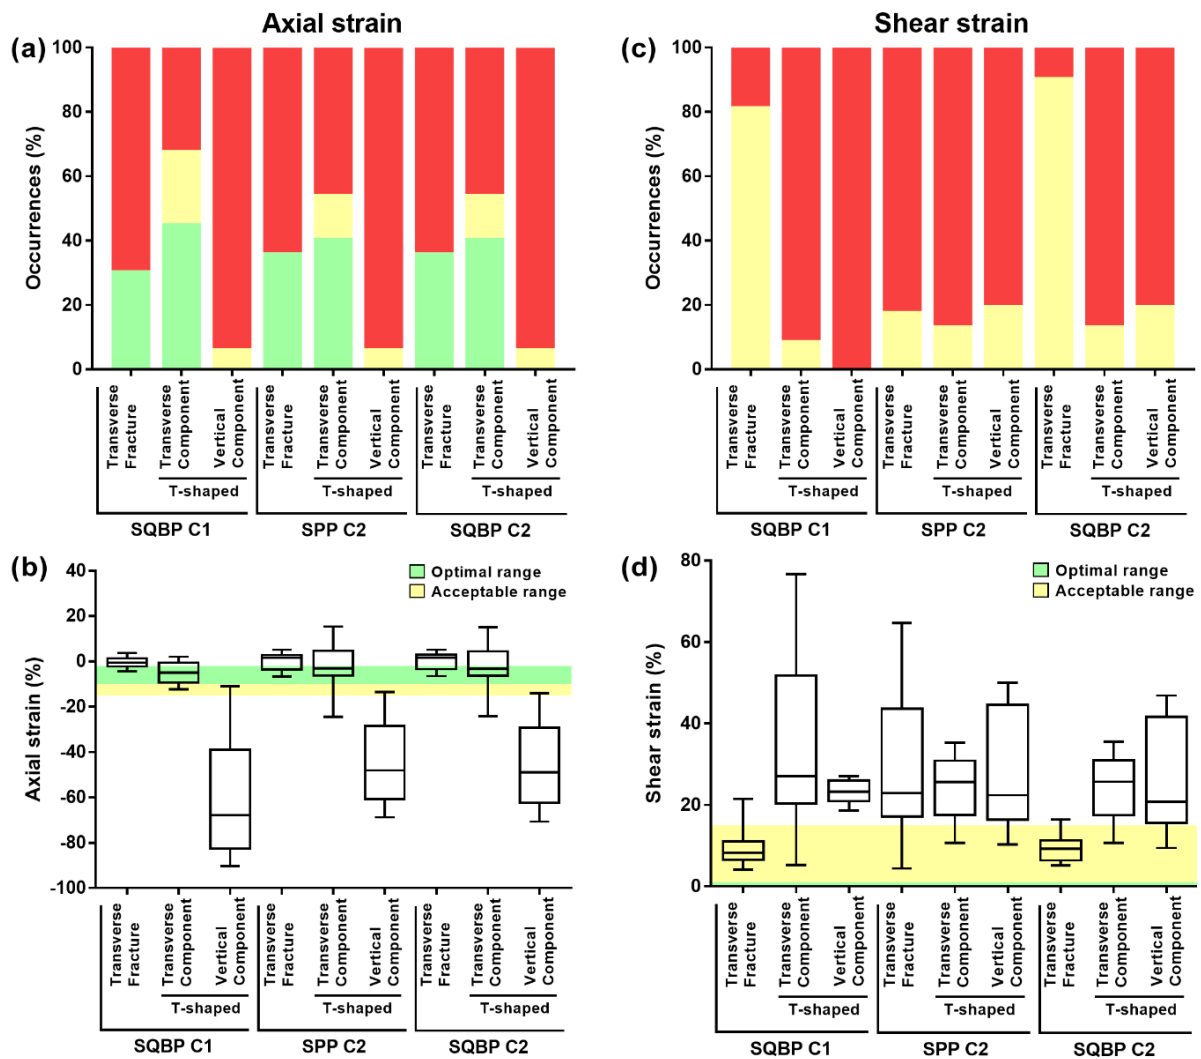 Axial strain
(a)
Occurrences (%)
100
80
60
40
20
0
Transverse
Fracture
Transverse
Component
Vertical
Component
Transverse
Fracture
Transverse
Component
Vertical
Component
Transverse
Fracture
Transverse
Component
Vertical
Component
T-shaped
T-shaped
T-shaped
SQBP C1
SPP C2
SQBP C2
Shear strain
(c)
Occurrences (%)
100
80
60
40
20
0
Transverse
Fracture
Transverse
Component
Vertical
Component
Transverse
Fracture
Transverse
Component
Vertical
Component
Transverse
Fracture
Transverse
Component
Vertical
Component
T-shaped
T-shaped
T-shaped
SQBP C1
SPP C2
SQBP C2
(b)
Axial strain (%)
40
20
0
-20
-40
-60
-80
-100
Optimal range
Acceptable range
Transverse
Fracture
Transverse
Component
Vertical
Component
Transverse
Fracture
Transverse
Component
Vertical
Component
Transverse
Fracture
Transverse
Component
Vertical
Component
T-shaped
T-shaped
T-shaped
SQBP C1
SPP C2
SQBP C2
(d)
Shear strain (%)
80
60
40
20
0
Optimal range
Acceptable range
Transverse
Fracture
Transverse
Component
Vertical
Component
Transverse
Fracture
Transverse
Component
Vertical
Component
Transverse
Fracture
Transverse
Component
Vertical
Component
T-shaped
T-shaped
T-shaped
SQBP C1
SPP C2
SQBP C2